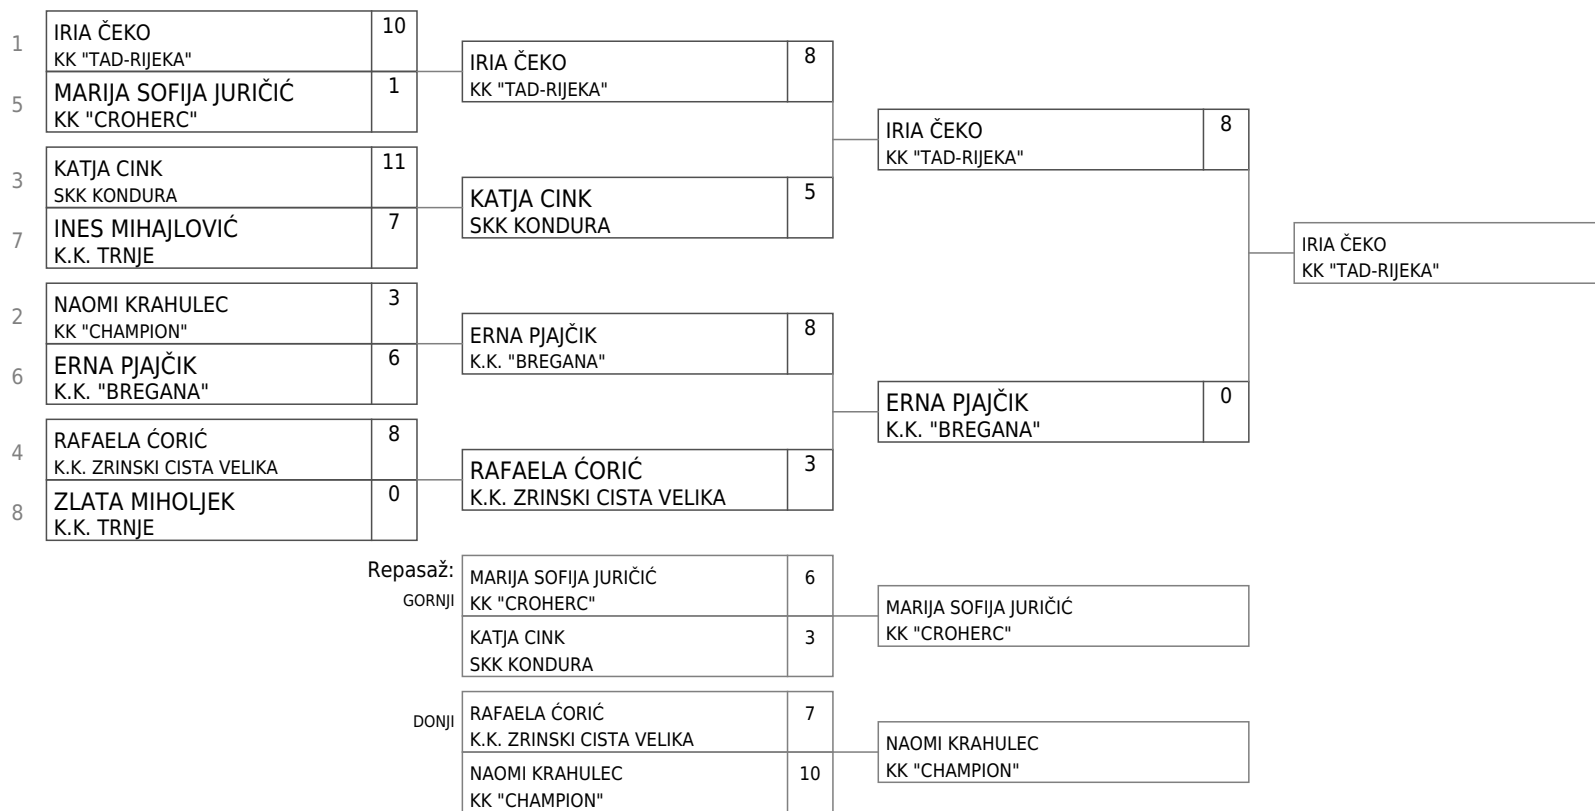 1
IRIA ČEKO
KK "TAD-RIJEKA"
10
5
MARIJA SOFIJA JURIČIĆ
KK "CROHERC"
1
3
KATJA CINK
SKK KONDURA
11
7
INES MIHAJLOVIĆ
K.K. TRNJE
7
2
NAOMI KRAHULEC
KK "CHAMPION"
3
6
ERNA PJAJČIK
K.K. "BREGANA"
6
4
RAFAELA ĆORIĆ
K.K. ZRINSKI CISTA VELIKA
8
8
ZLATA MIHOLJEK
K.K. TRNJE
0
IRIA ČEKO
KK "TAD-RIJEKA"
8
KATJA CINK
SKK KONDURA
5
ERNA PJAJČIK
K.K. "BREGANA"
8
RAFAELA ĆORIĆ
K.K. ZRINSKI CISTA VELIKA
3
IRIA ČEKO
KK "TAD-RIJEKA"
8
ERNA PJAJČIK
K.K. "BREGANA"
0
IRIA ČEKO
KK "TAD-RIJEKA"
Repasaž:
GORNJI
MARIJA SOFIJA JURIČIĆ
KK "CROHERC"
6
KATJA CINK
SKK KONDURA
3
MARIJA SOFIJA JURIČIĆ
KK "CROHERC"
DONJI
RAFAELA ĆORIĆ
K.K. ZRINSKI CISTA VELIKA
7
NAOMI KRAHULEC
KK "CHAMPION"
10
NAOMI KRAHULEC
KK "CHAMPION"